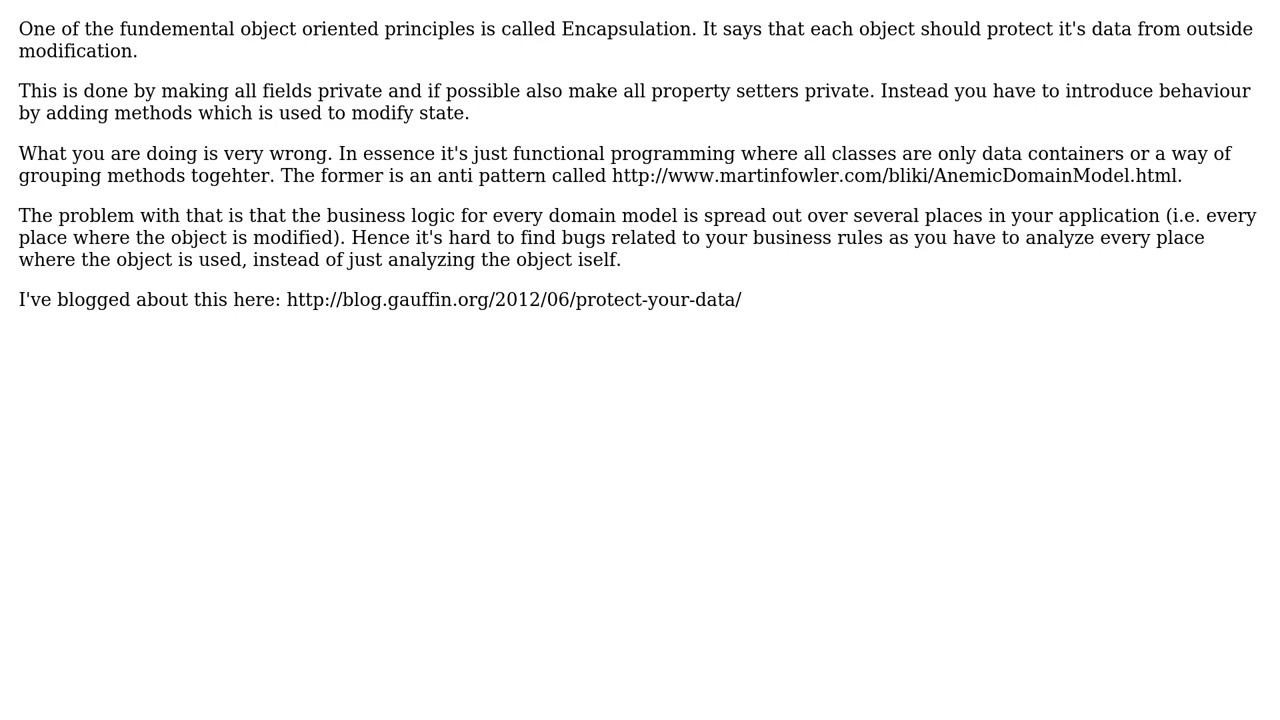 One of the fundemental object oriented principles is called Encapsulation. It says that each object should protect it's data from outside
modification.
This is done by making all fields private and if possible also make all property setters private. Instead you have to introduce behaviour
by adding methods which is used to modify state.
What you are doing is very wrong. In essence it's just functional programming where all classes are only data containers or a way of
grouping methods togehter. The former is an anti pattern called http://www.martinfowler.com/bliki/AnemicDomainModel.html.
The problem with that is that the business logic for every domain model is spread out over several places in your application (i.e. every
place where the object is modified). Hence it's hard to find bugs related to your business rules as you have to analyze every place
where the object is used, instead of just analyzing the object iself.
I've blogged about this here: http://blog.gauffin.org/2012/06/protect-your-data/